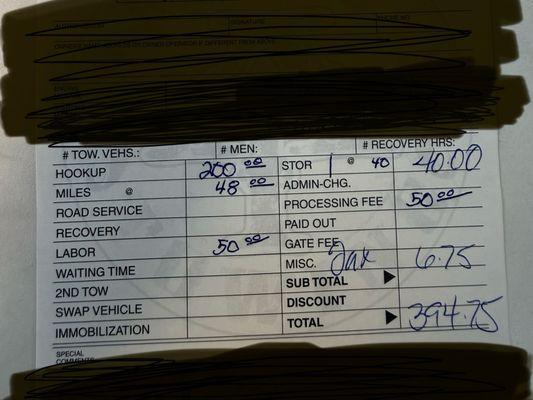 SIGNATURE
# TOW. VEHS.: # MEN: # RECOVERY HRS:
HOOKUP 200 00 STOR 1 @ 40 40.00
MILES @ 48 00 ADMIN-CHG.
ROAD SERVICE PROCESSING FEE 50 00
RECOVERY PAID OUT
LABOR 50 00 GATE FEE
WAITING TIME MISC. Tax 6.75
2ND TOW SUB TOTAL
SWAP VEHICLE DISCOUNT
IMMOBILIZATION TOTAL 394.75
SPECIAL
COMMENTS